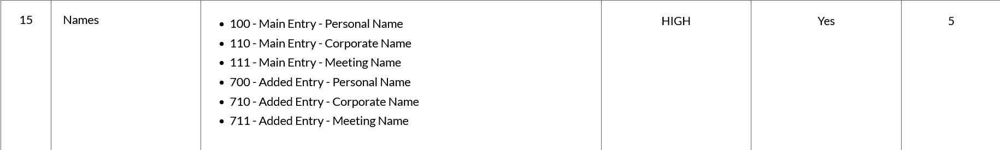 15
Names
• 100 - Main Entry - Personal Name
• 110 - Main Entry - Corporate Name
• 111 - Main Entry - Meeting Name
• 700 - Added Entry - Personal Name
• 710 - Added Entry - Corporate Name
• 711 - Added Entry - Meeting Name
HIGH
Yes
5